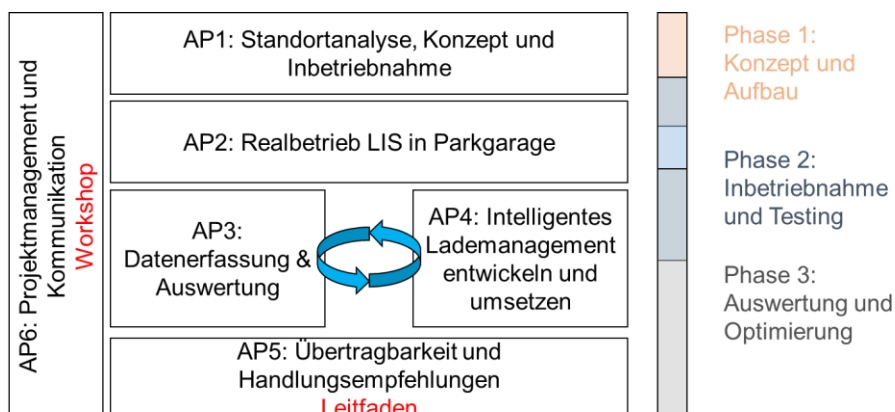 AP6: Projektmanagement und
Kommunikation
Workshop
AP1: Standortanalyse, Konzept und
Inbetriebnahme
AP2: Realbetrieb LIS in Parkgarage
AP3:
Datenerfassung &
Auswertung
AP4: Intelligentes
Lademanagement
entwickeln und
umsetzen
AP5: Übertragbarkeit und
Handlungsempfehlungen
Leitfaden
Phase 1:
Konzept und
Aufbau
Phase 2:
Inbetriebnahme
und Testing
Phase 3:
Auswertung und
Optimierung